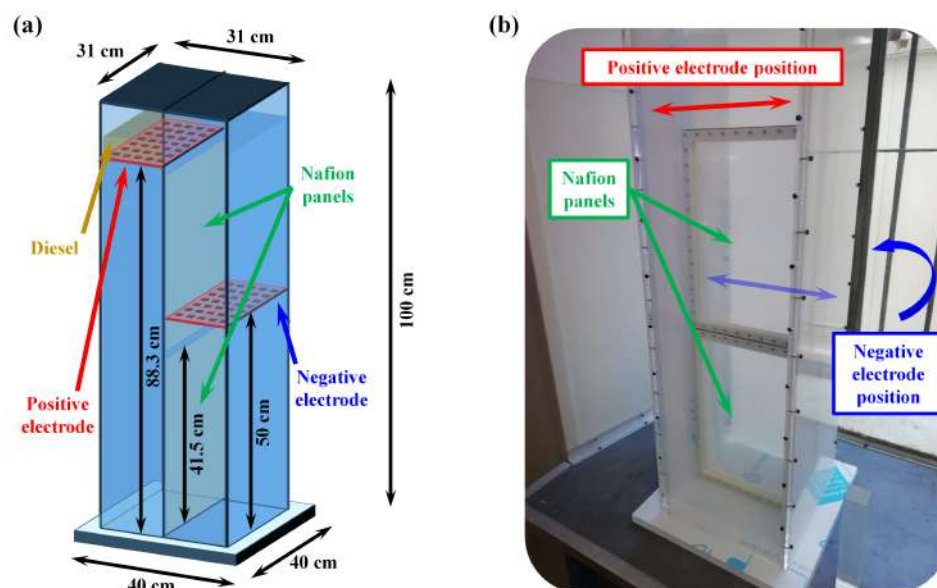 (a)
31 cm
31 cm
Nafion
panels
Diesel
100 cm
88.3 cm
Positive
electrode
41.5 cm
50 cm
Negative
electrode
40 cm
40 cm
(b)
Positive electrode position
Nafion
panels
Negative
electrode
position